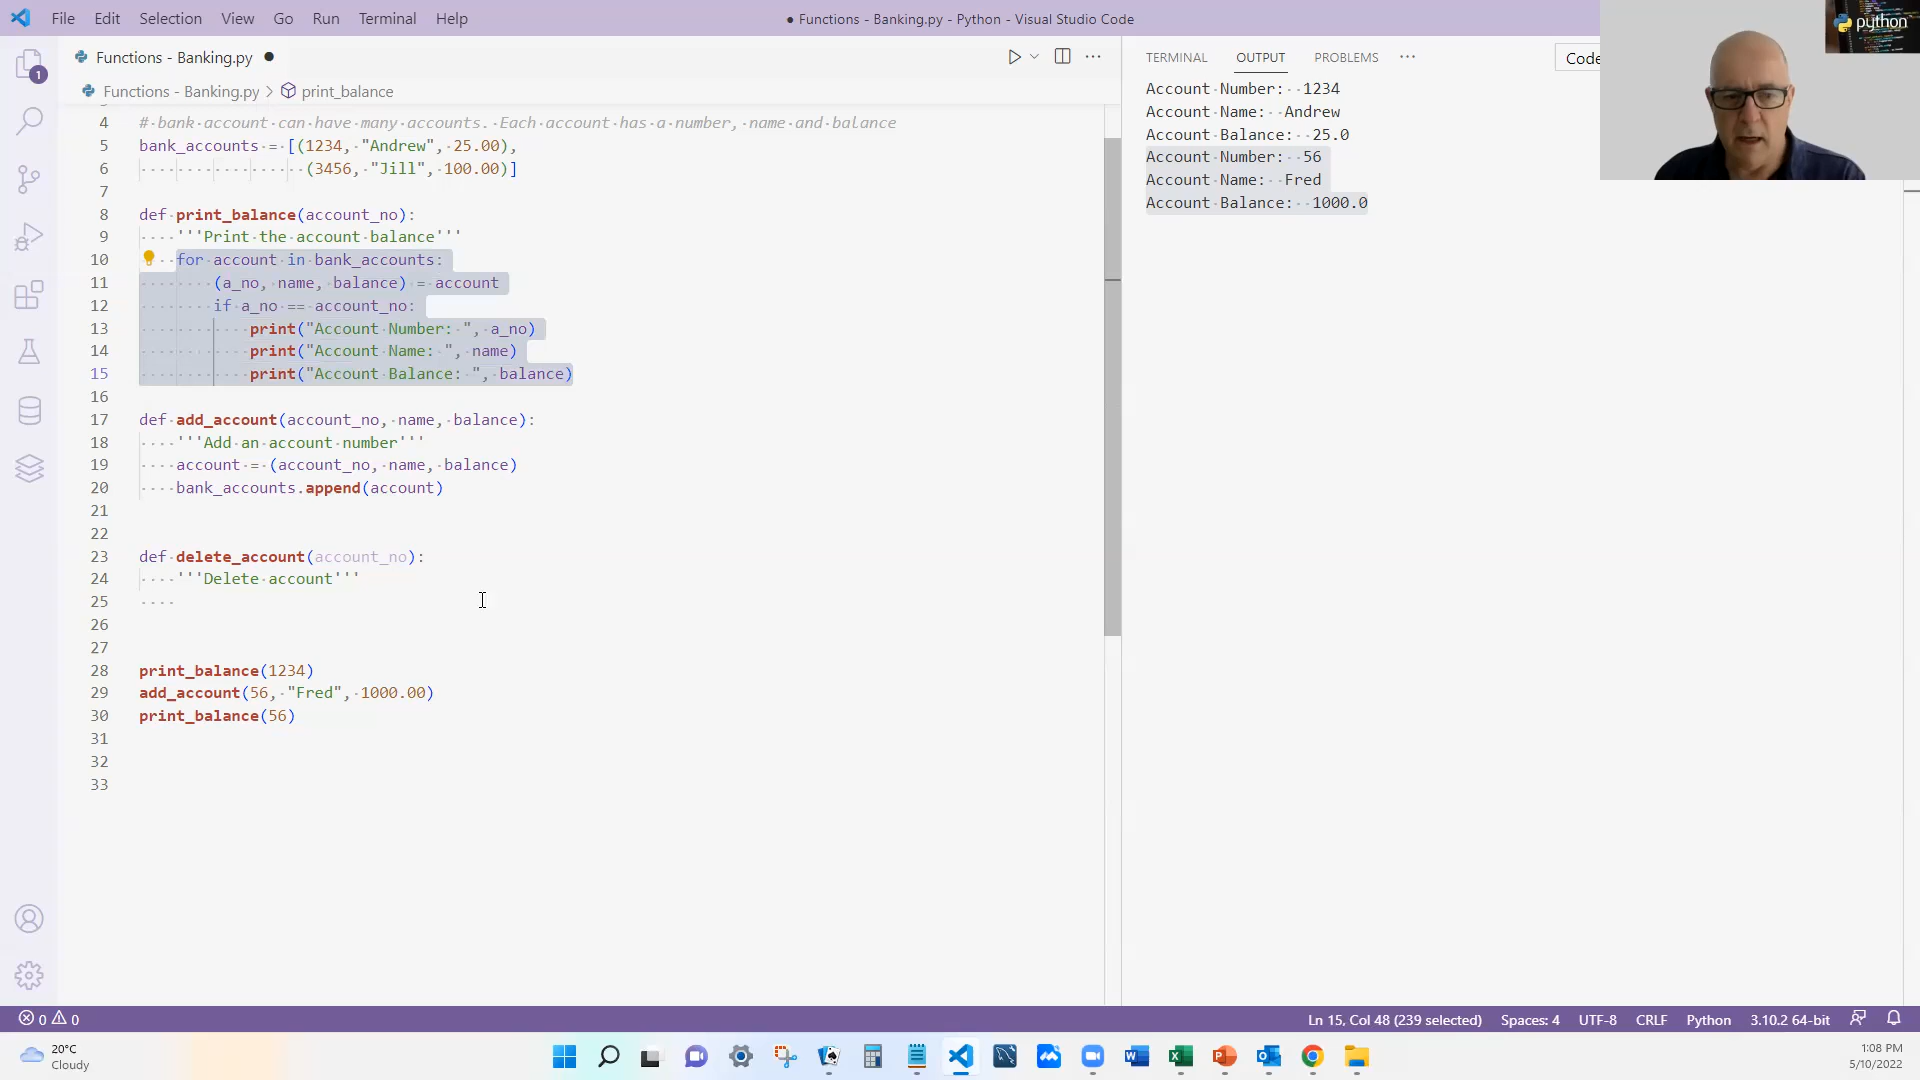 File Edit Selection View Go Run Terminal Help
● Functions - Banking.py - Python - Visual Studio Code
python
Functions - Banking.py ●
Functions - Banking.py > print_balance
4 # bank account can have many accounts. Each account has a number, name and balance
5 bank_accounts = [(1234, "Andrew", 25.00),
6 (3456, "Jill", 100.00)]
7
8 def print_balance(account_no):
9 '''Print the account balance'''
10 for account in bank_accounts:
11 (a_no, name, balance) = account
12 if a_no == account_no:
13 print("Account Number: ", a_no)
14 print("Account Name: ", name)
15 print("Account Balance: ", balance)
16
17 def add_account(account_no, name, balance):
18 '''Add an account number'''
19 account = (account_no, name, balance)
20 bank_accounts.append(account)
21
22
23 def delete_account(account_no):
24 '''Delete account'''
25
26
27
28 print_balance(1234)
29 add_account(56, "Fred", 1000.00)
30 print_balance(56)
31
32
33
TERMINAL OUTPUT PROBLEMS ··· Code
Account Number:  1234
Account Name:  Andrew
Account Balance:  25.0
Account Number:  56
Account Name:  Fred
Account Balance:  1000.0
1
0 0
Ln 15, Col 48 (239 selected) Spaces: 4 UTF-8 CRLF Python 3.10.2 64-bit
20°C
Cloudy
1:08 PM
5/10/2022